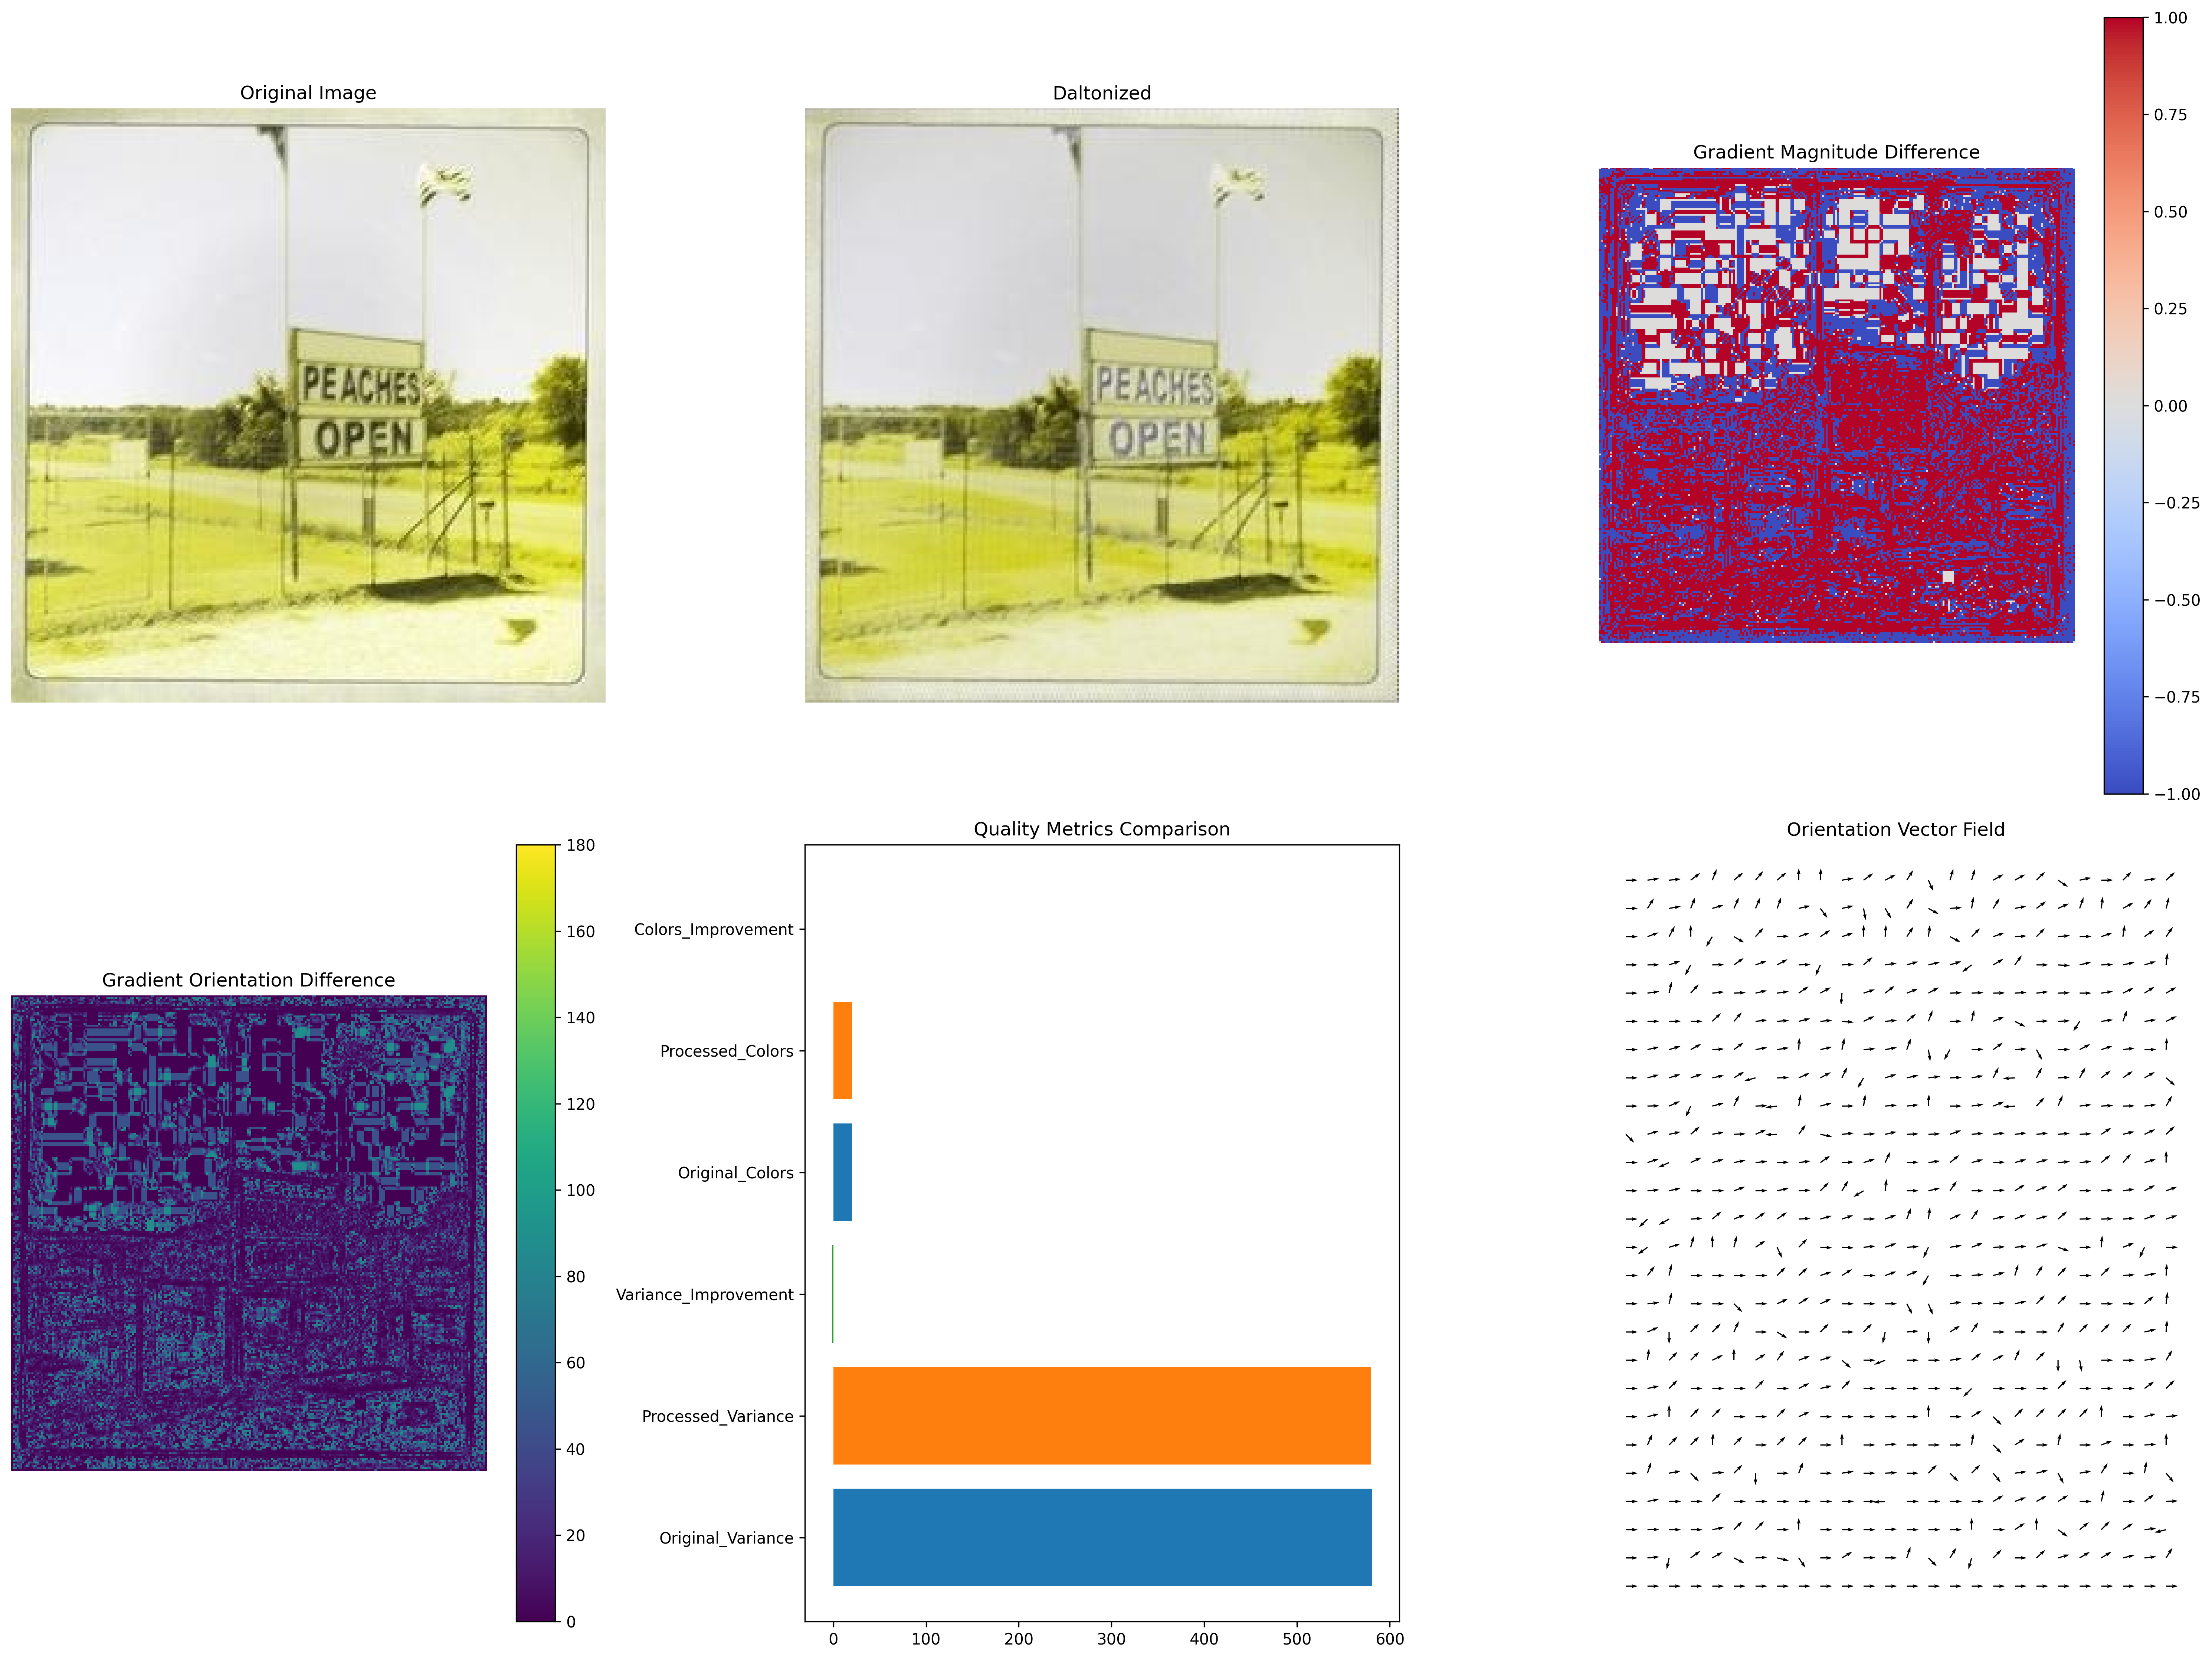 Original Image
Daltonized
Gradient Magnitude Difference
1.00
0.75
0.50
0.25
0.00
−0.25
−0.50
−0.75
−1.00
PEACHES
OPEN
PEACHES
OPEN
Gradient Orientation Difference
180
160
140
120
100
80
60
40
20
0
Quality Metrics Comparison
Colors_Improvement
Processed_Colors
Original_Colors
Variance_Improvement
Processed_Variance
Original_Variance
0 100 200 300 400 500 600
Orientation Vector Field